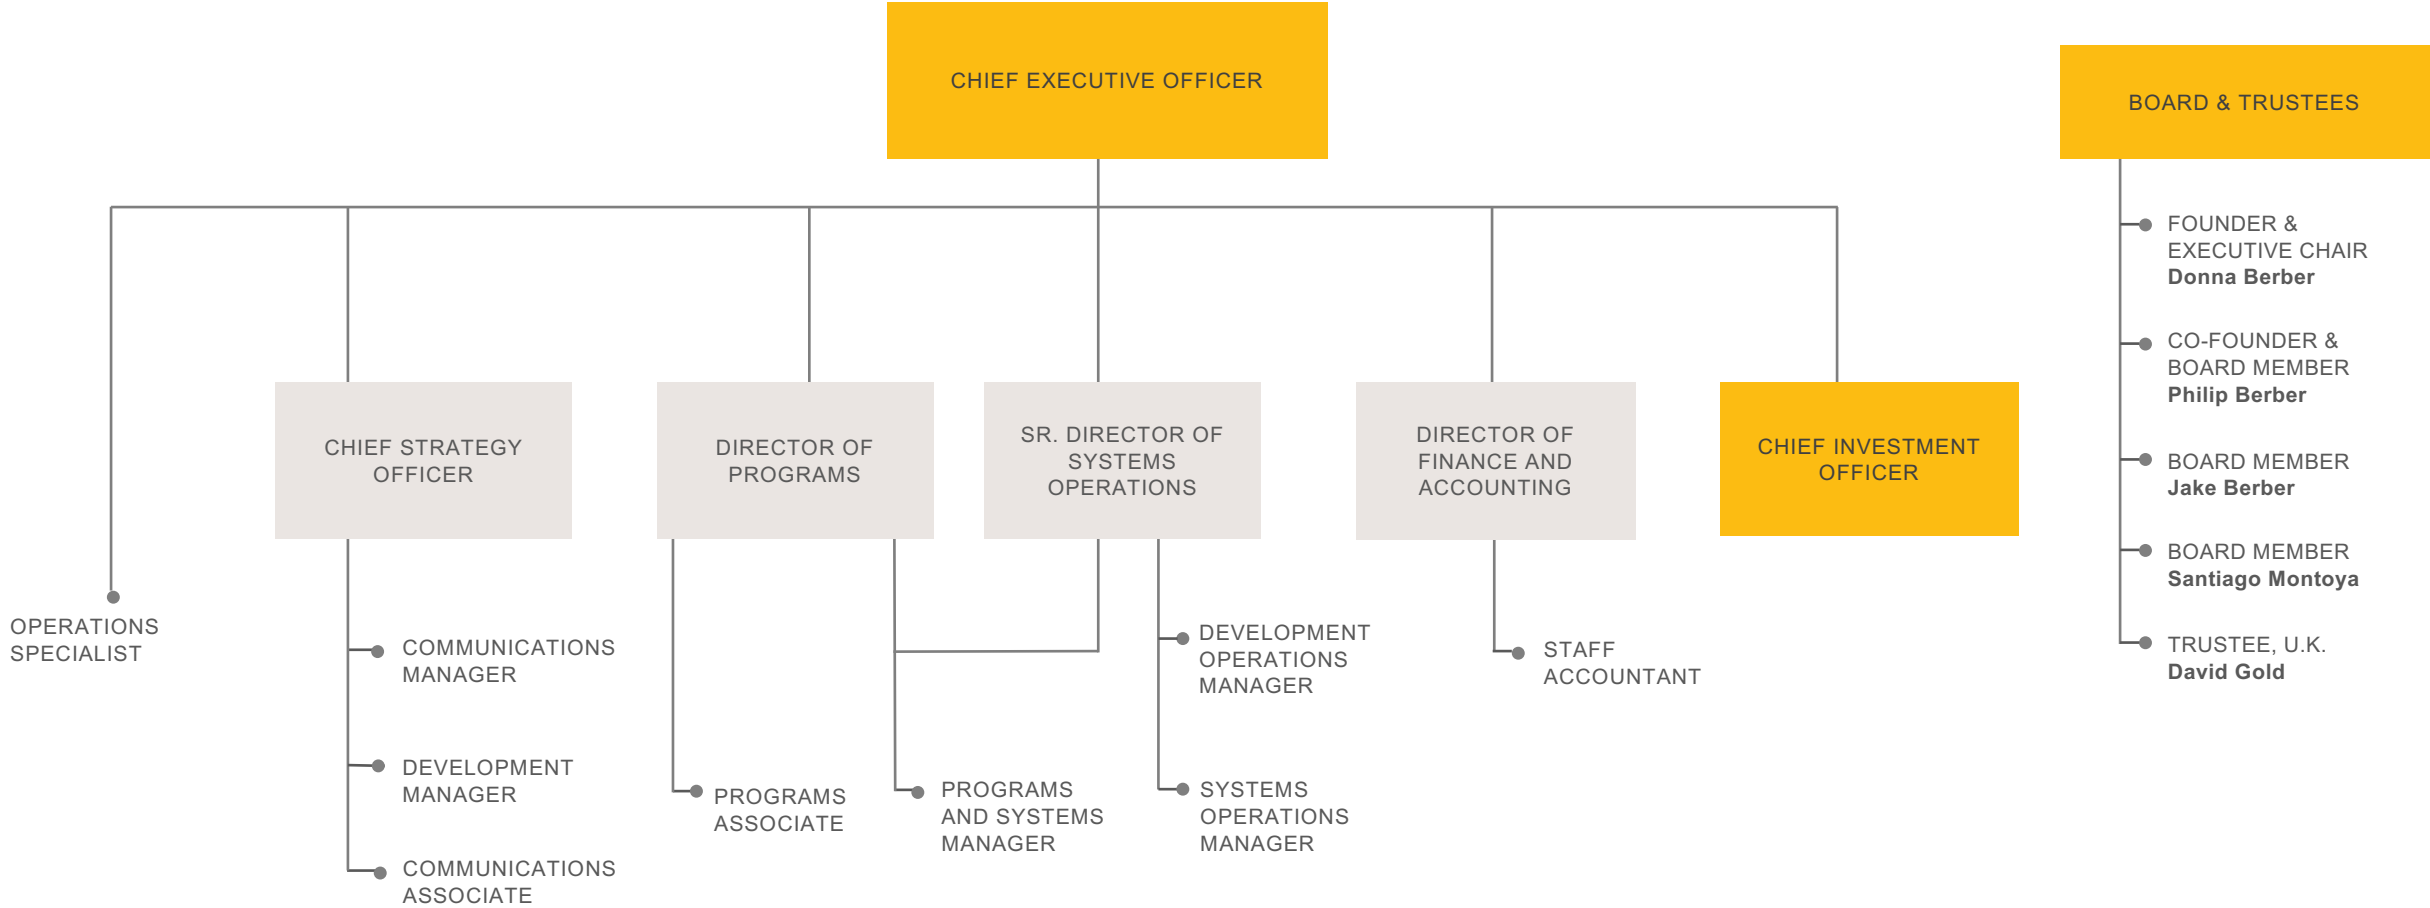 CHIEF EXECUTIVE OFFICER
BOARD & TRUSTEES
FOUNDER &
EXECUTIVE CHAIR
Donna Berber
CO-FOUNDER &
BOARD MEMBER
Philip Berber
BOARD MEMBER
Jake Berber
BOARD MEMBER
Santiago Montoya
TRUSTEE, U.K.
David Gold
CHIEF STRATEGY
OFFICER
DIRECTOR OF
PROGRAMS
SR. DIRECTOR OF
SYSTEMS
OPERATIONS
DIRECTOR OF
FINANCE AND
ACCOUNTING
CHIEF INVESTMENT
OFFICER
OPERATIONS
SPECIALIST
COMMUNICATIONS
MANAGER
DEVELOPMENT
MANAGER
COMMUNICATIONS
ASSOCIATE
PROGRAMS
ASSOCIATE
PROGRAMS
AND SYSTEMS
MANAGER
DEVELOPMENT
OPERATIONS
MANAGER
SYSTEMS
OPERATIONS
MANAGER
STAFF
ACCOUNTANT